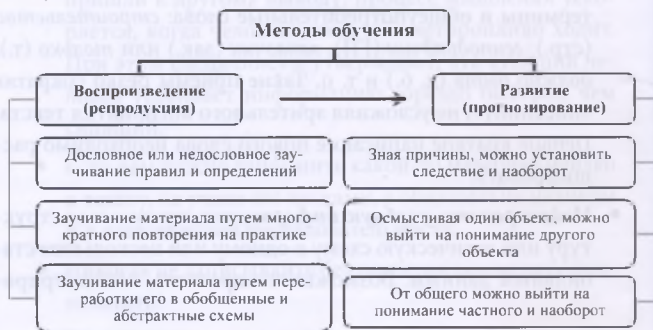 Методы обучения
Воспроизведение
(репродукция)
Развитие
(прогнозирование)
Дословное или недословное зау-
чивание правил и определений
Заучивание материала путем много-
кратного повторения на практике
Заучивание материала путем пере-
работки его в обобщенные и
абстрактные схемы
Зная причины, можно установить
следствие и наоборот
Осмысливая один объект, можно
выйти на понимание другого
объекта
От общего можно выйти на
понимание частного и наоборот